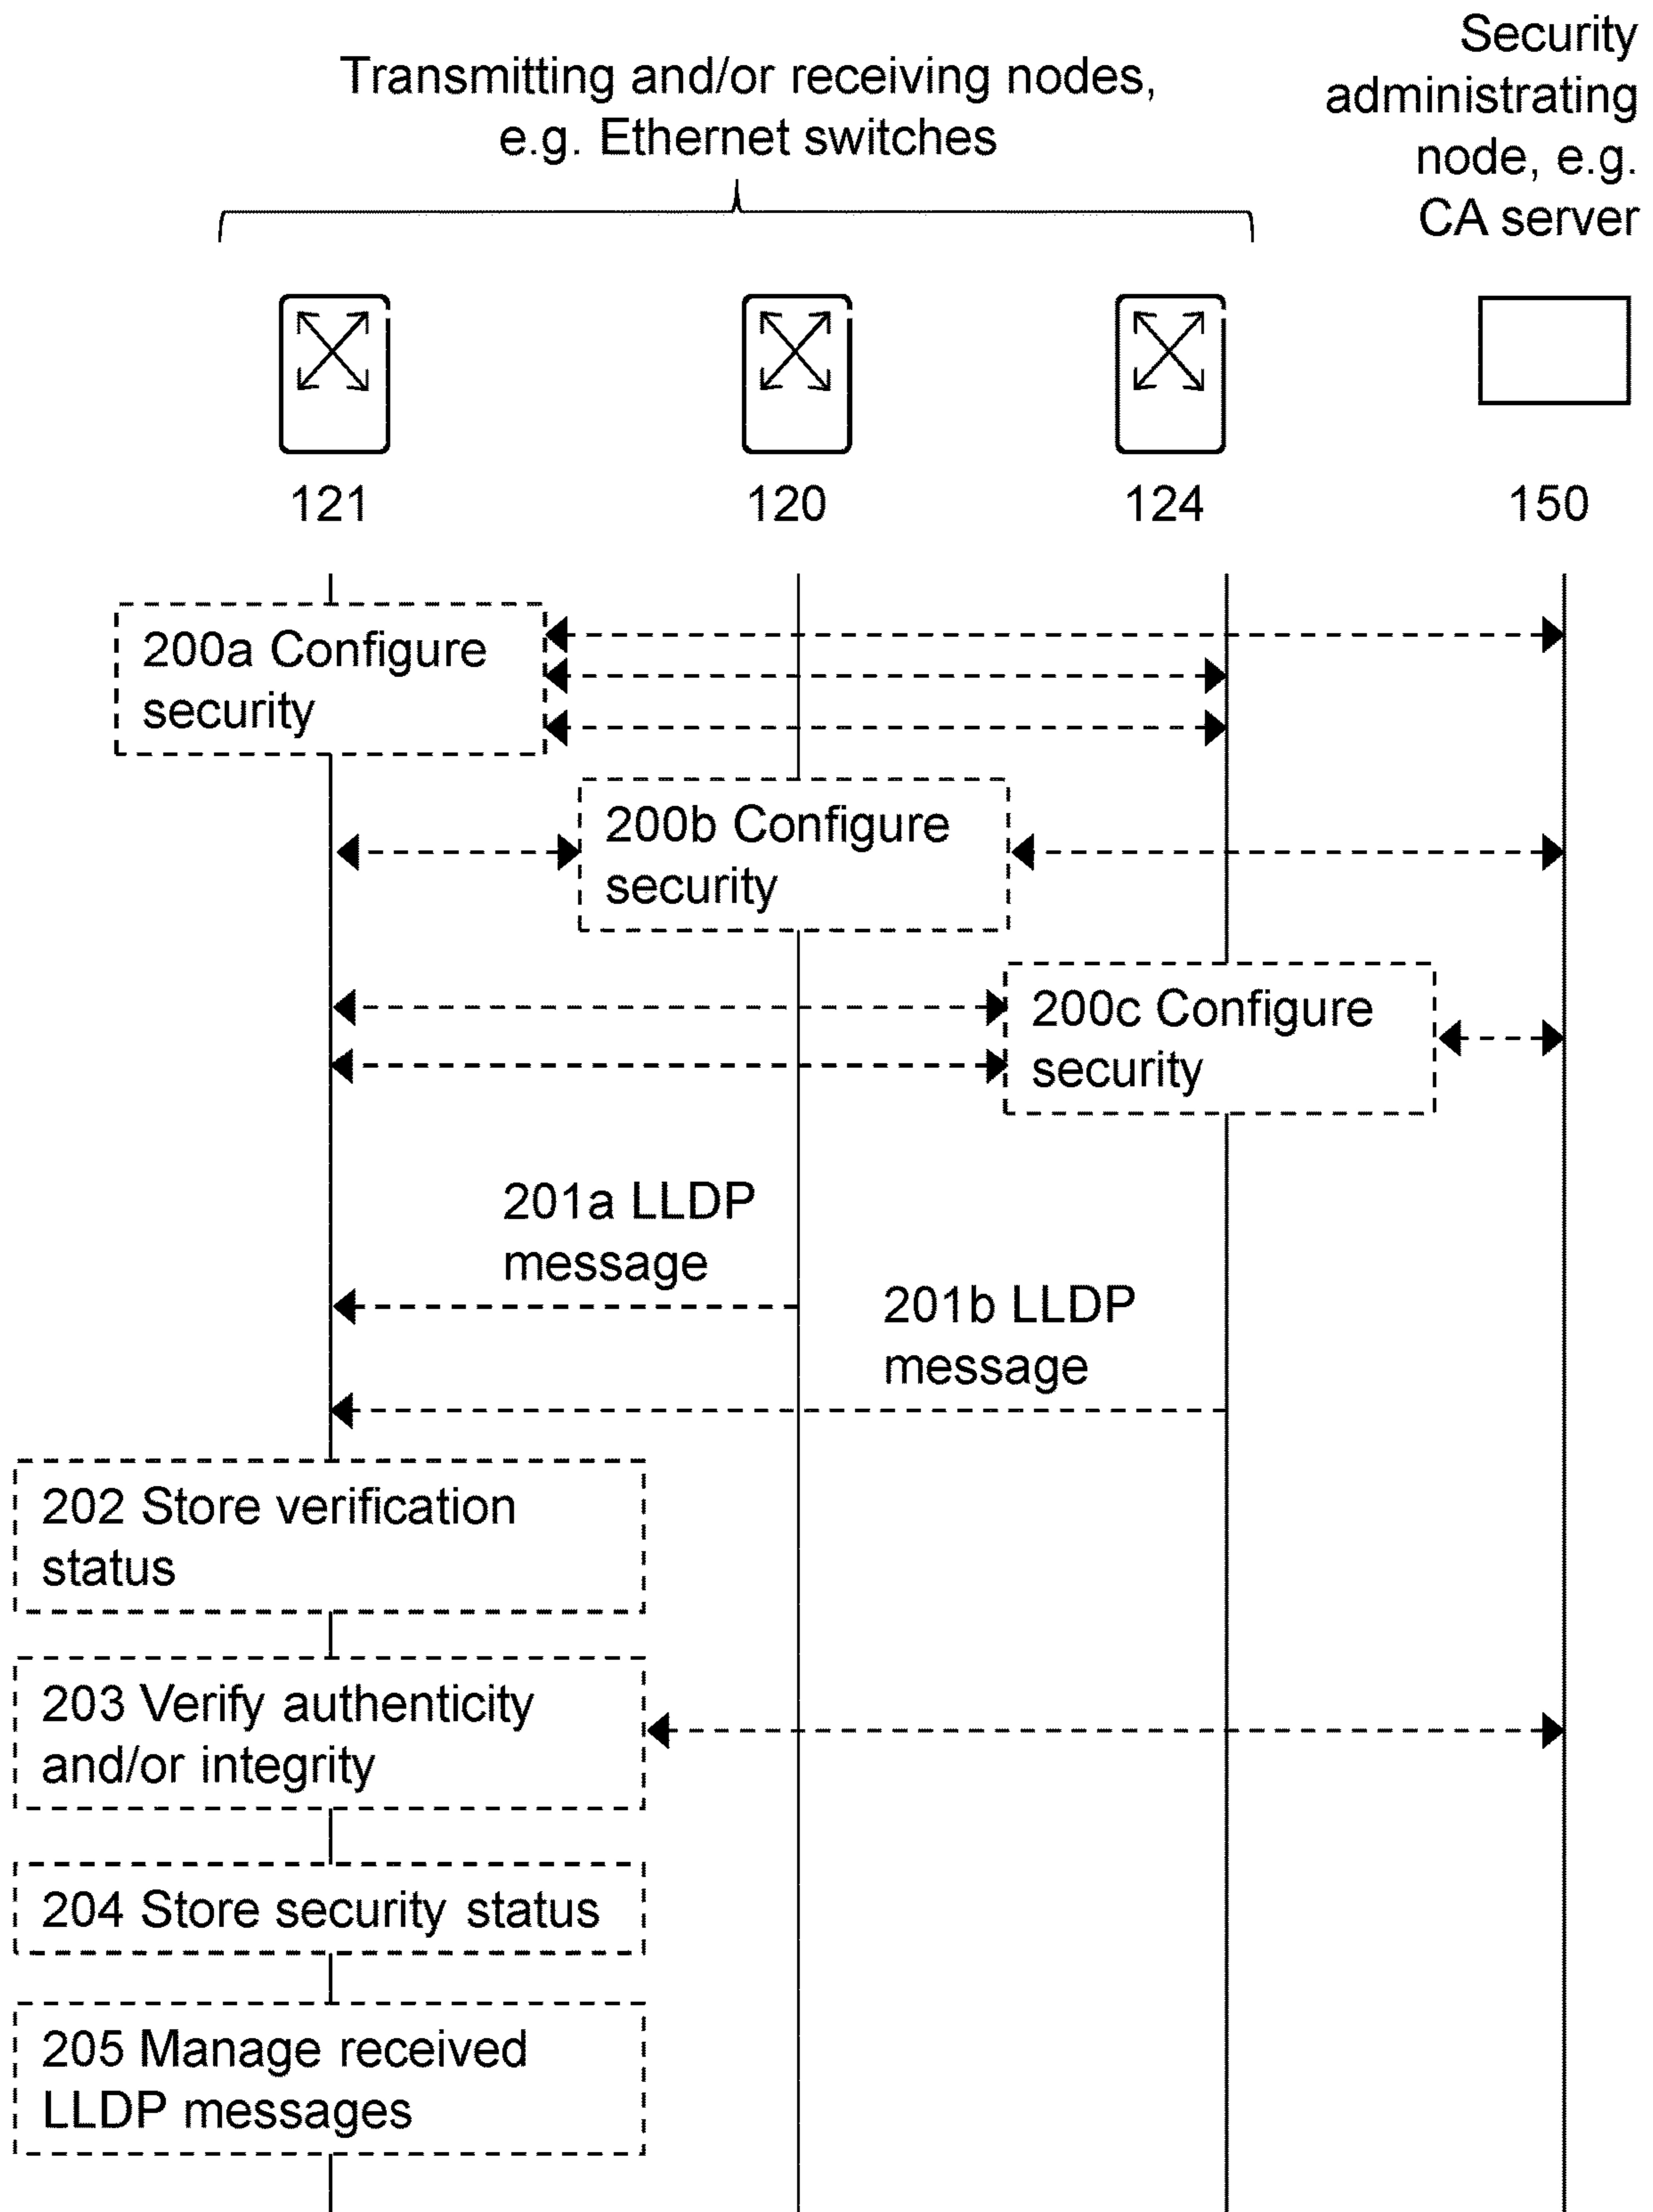 Transmitting and/or receiving nodes,
e.g. Ethernet switches
Security
administrating
node, e.g.
CA server
121
120
124
150
200a Configure
security
200b Configure
security
200c Configure
security
201a LLDP
message
201b LLDP
message
202 Store verification
status
203 Verify authenticity
and/or integrity
204 Store security status
205 Manage received
LLDP messages